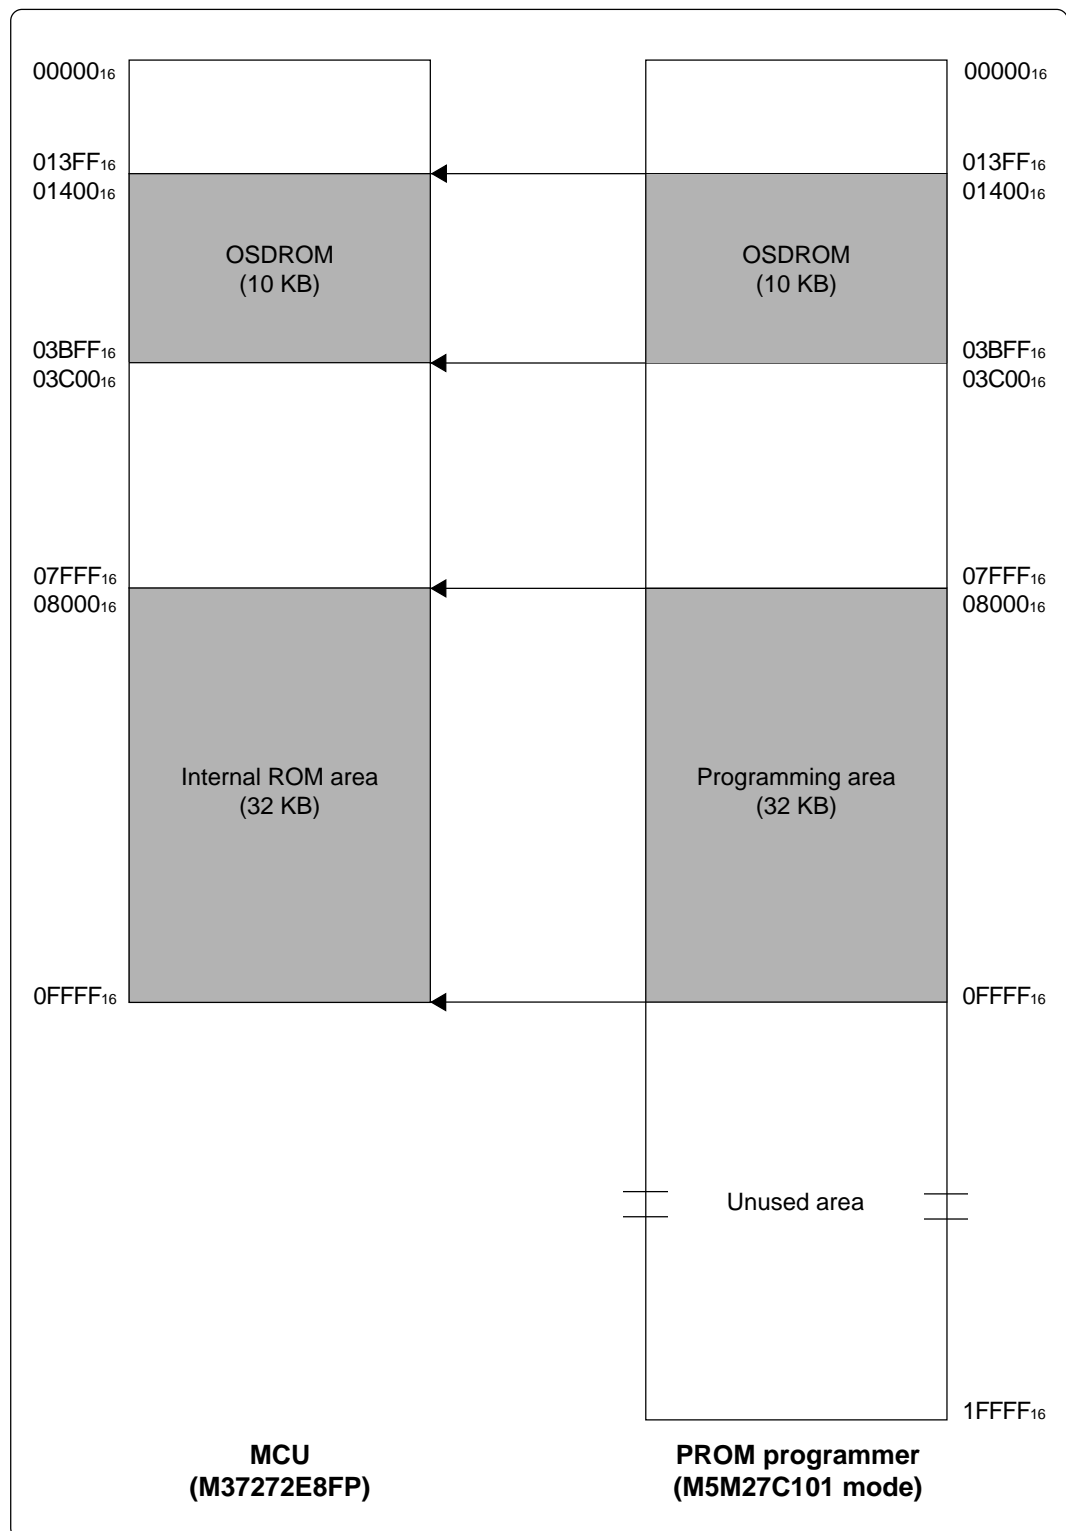 00000₁₆ 00000₁₆
013FF₁₆ 013FF₁₆
01400₁₆ 01400₁₆
OSDROM OSDROM
(10 KB) (10 KB)
03BFF₁₆ 03BFF₁₆
03C00₁₆ 03C00₁₆
07FFF₁₆ 07FFF₁₆
08000₁₆ 08000₁₆
Internal ROM area Programming area
(32 KB) (32 KB)
0FFFF₁₆ 0FFFF₁₆
Unused area
1FFFF₁₆
MCU PROM programmer
(M37272E8FP) (M5M27C101 mode)